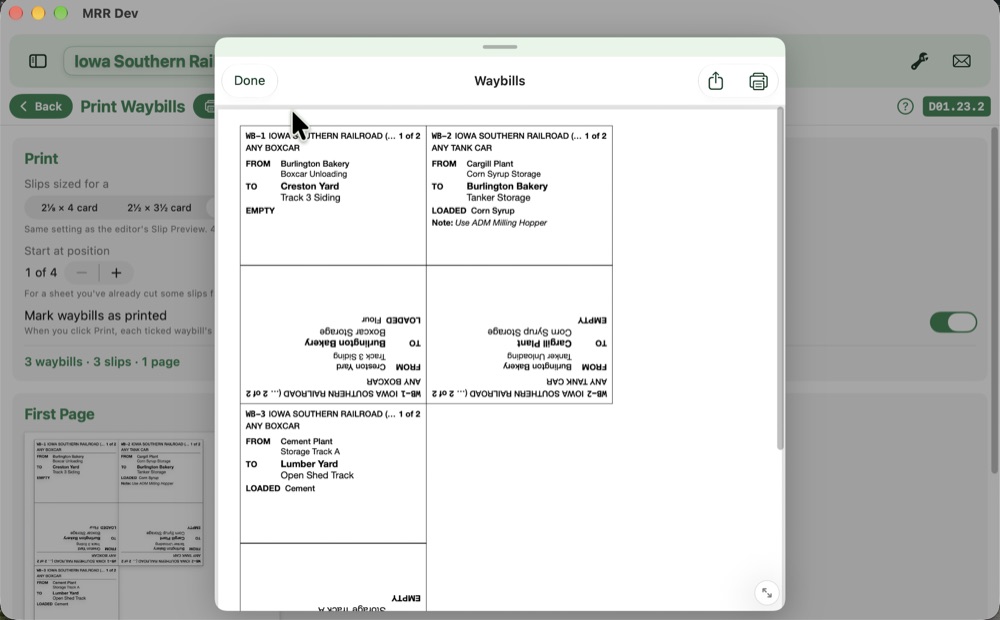 MRR Dev
Iowa Southern Rai
Back
Print Waybills
D01.23.2
Print
Slips sized for a
2⅛ × 4 card
2½ × 3½ card
Same setting as the editor's Slip Preview. 4
Start at position
1 of 4
For a sheet you've already cut some slips f
Mark waybills as printed
When you click Print, each ticked waybill's
3 waybills · 3 slips · 1 page
First Page
Done
Waybills
WB-1 IOWA SOUTHERN RAILROAD (... 1 of 2
ANY BOXCAR
FROM Burlington Bakery
Boxcar Unloading
TO Creston Yard
Track 3 Siding
EMPTY
WB-2 IOWA SOUTHERN RAILROAD (... 1 of 2
ANY TANK CAR
FROM Cargill Plant
Corn Syrup Storage
TO Burlington Bakery
Tanker Storage
LOADED Corn Syrup
Note: Use ADM Milling Hopper
WB-1 IOWA SOUTHERN RAILROAD (... 2 of 2
ANY BOXCAR
FROM Creston Yard
Track 3 Siding
TO Burlington Bakery
Boxcar Storage
LOADED Flour
WB-2 IOWA SOUTHERN RAILROAD (... 2 of 2
ANY TANK CAR
FROM Burlington Bakery
Tanker Unloading
TO Cargill Plant
Corn Syrup Storage
EMPTY
WB-3 IOWA SOUTHERN RAILROAD (... 1 of 2
ANY BOXCAR
FROM Cement Plant
Storage Track A
TO Lumber Yard
Open Shed Track
LOADED Cement
Storage Track A
EMPTY